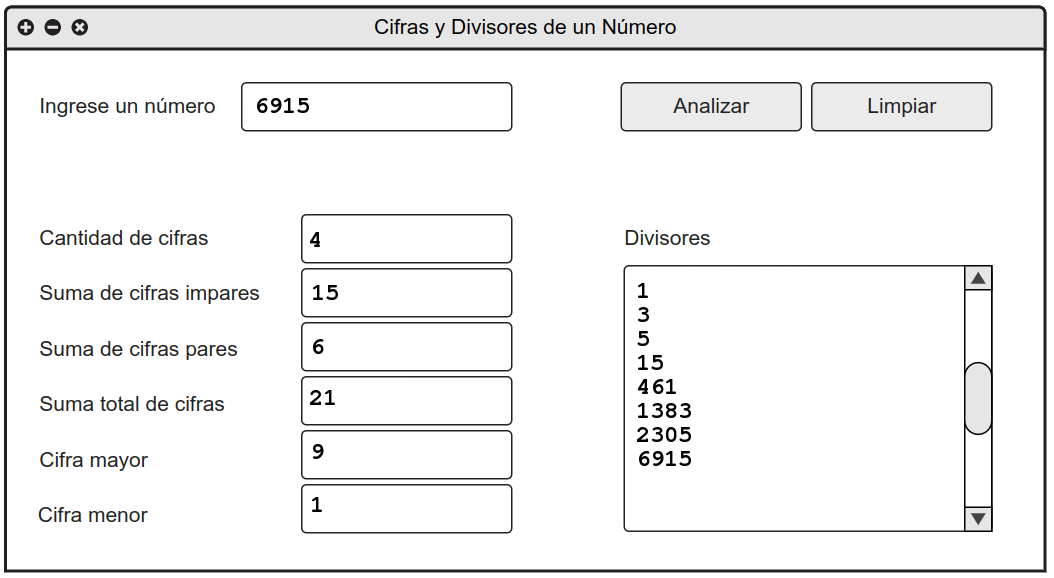 Cifras y Divisores de un Número
Ingrese un número 6915 Analizar Limpiar
Cantidad de cifras 4
Suma de cifras impares 15
Suma de cifras pares 6
Suma total de cifras 21
Cifra mayor 9
Cifra menor 1
Divisores
1
3
5
15
461
1383
2305
6915